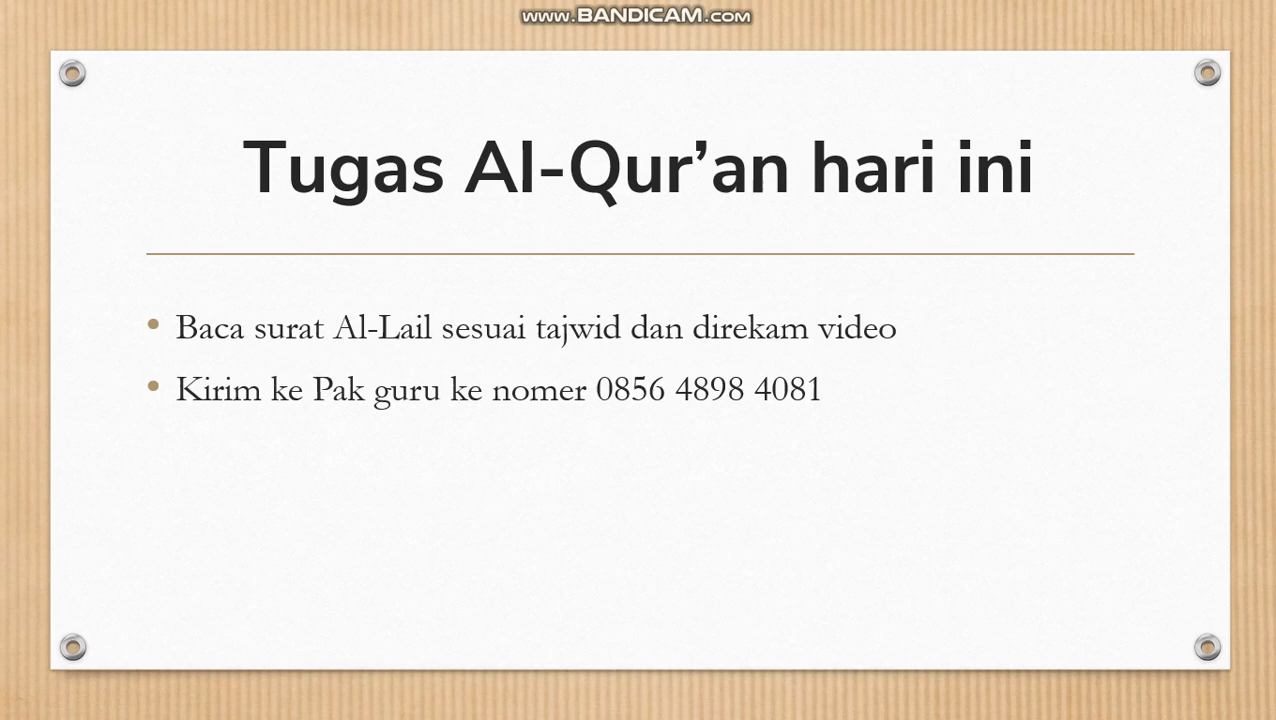 www.BANDICAM.com
Tugas Al-Qur’an hari ini
• Baca surat Al-Lail sesuai tajwid dan direkam video
• Kirim ke Pak guru ke nomer 0856 4898 4081